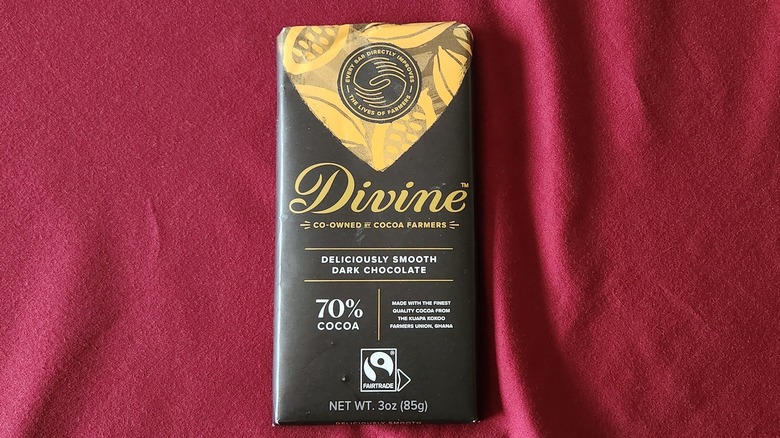 EVERY BAR DIRECTLY IMPROVES
THE LIVES OF FARMERS
Divine™
CO-OWNED BY COCOA FARMERS
DELICIOUSLY SMOOTH
DARK CHOCOLATE
70%
COCOA
MADE WITH THE FINEST
QUALITY COCOA FROM
THE KUAPA KOKOO
FARMERS UNION, GHANA
FAIRTRADE
NET WT. 3oz (85g)
DELICIOUSLY SMOOTH